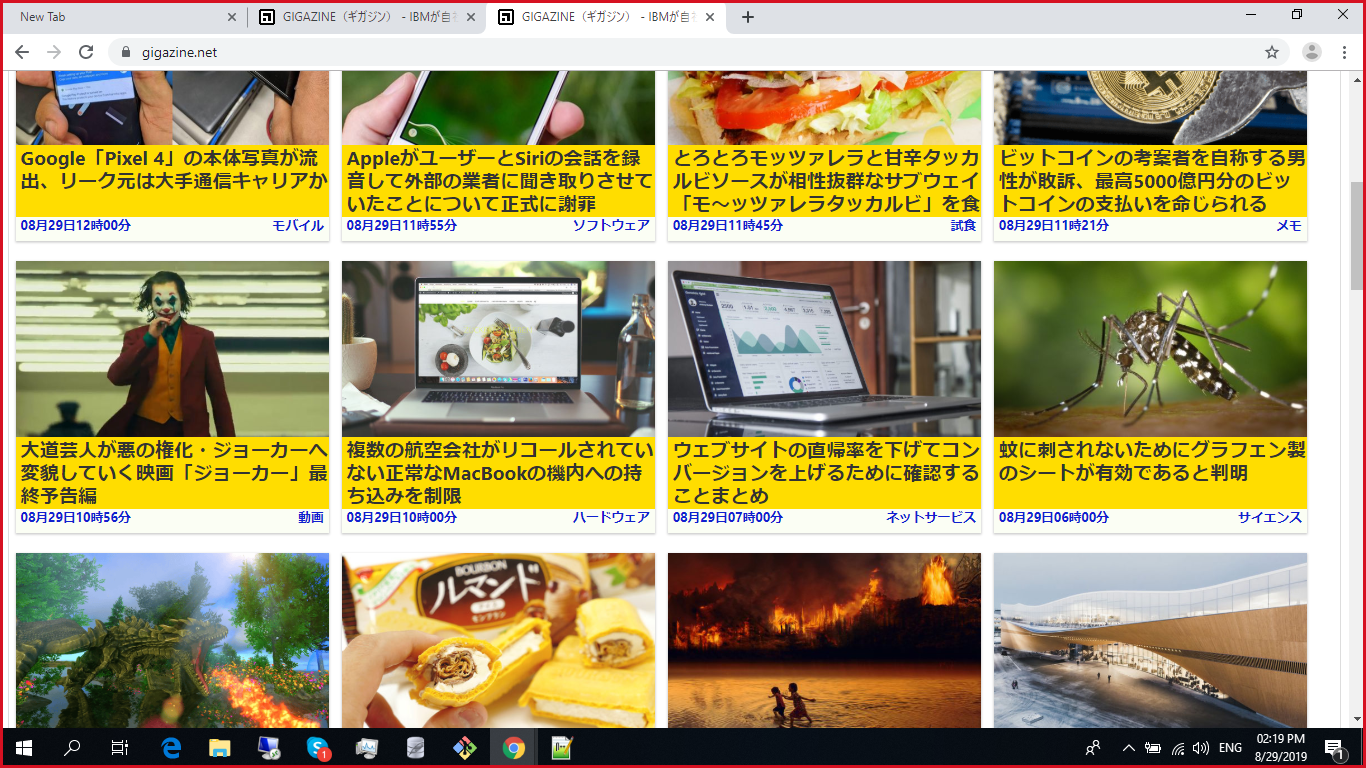 New Tab
GIGAZINE（ギガジン） - IBMが自
GIGAZINE（ギガジン） - IBMが自
gigazine.net
Google「Pixel 4」の本体写真が流
出、リーク元は大手通信キャリアか
08月29日12時00分 モバイル
AppleがユーザーとSiriの会話を録
音して外部の業者に聞き取りさせて
いたことについて正式に謝罪
08月29日11時55分 ソフトウェア
とろとろモッツァレラと甘辛タッカ
ルビソースが相性抜群なサブウェイ
「モ～ッツァレラタッカルビ」を食
08月29日11時45分 試食
ビットコインの考案者を自称する男
性が敗訴、最高5000億円分のビッ
トコインの支払いを命じられる
08月29日11時21分 メモ
大道芸人が悪の権化・ジョーカーへ
変貌していく映画「ジョーカー」最
終予告編
08月29日10時56分 動画
複数の航空会社がリコールされてい
ない正常なMacBookの機内への持
ち込みを制限
08月29日10時00分 ハードウェア
ウェブサイトの直帰率を下げてコン
バージョンを上げるために確認する
ことまとめ
08月29日07時00分 ネットサービス
蚊に刺されないためにグラフェン製
のシートが有効であると判明
08月29日06時00分 サイエンス
BOURBON
ルマンド
アイス
モンブラン
1
ENG
02:19 PM
8/29/2019
1